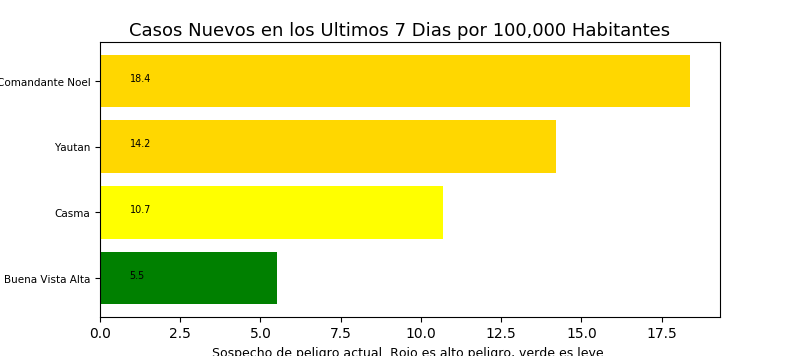 Casos Nuevos en los Ultimos 7 Dias por 100,000 Habitantes
Comandante Noel
18.4
Yautan
14.2
Casma
10.7
Buena Vista Alta
5.5
0.0 2.5 5.0 7.5 10.0 12.5 15.0 17.5
Sospecho de peligro actual. Rojo es alto peligro, verde es leve